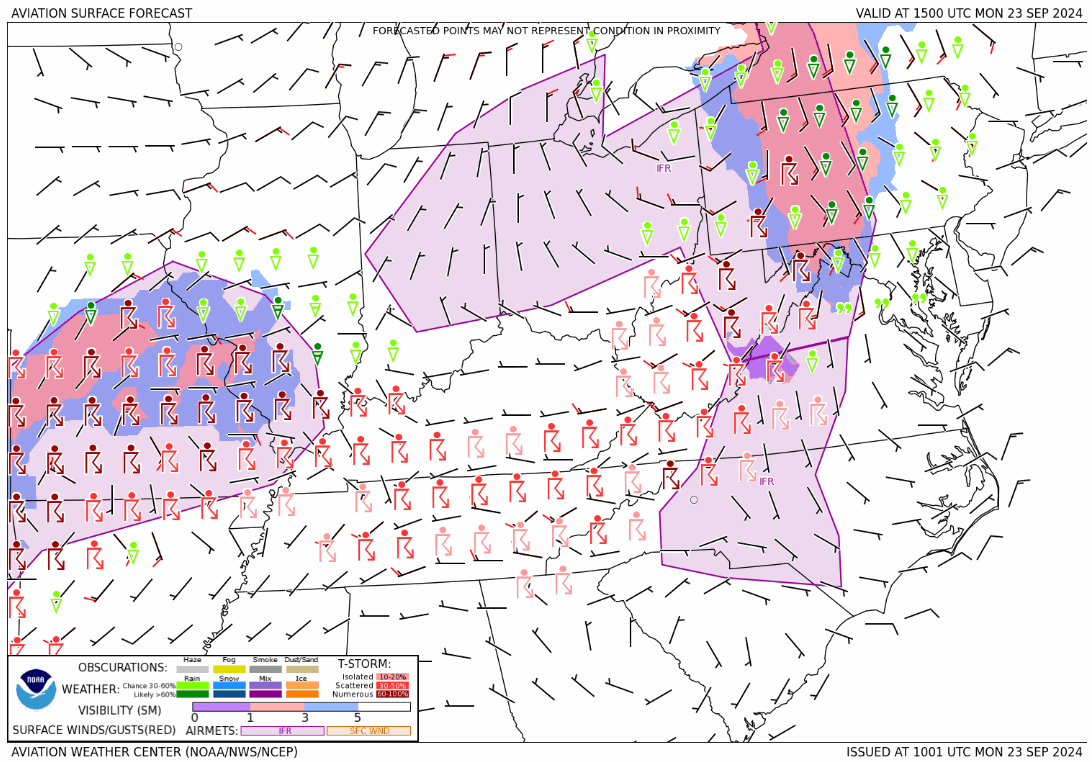 AVIATION SURFACE FORECAST
VALID AT 1500 UTC MON 23 SEP 2024
FORECASTED POINTS MAY NOT REPRESENT CONDITION IN PROXIMITY
IFR
IFR
OBSCURATIONS: Haze Fog Smoke Dust/Sand
T-STORM:
WEATHER: Rain Snow Mix Ice
Chance 30-60%
Likely >60%
Isolated 10-20%
Scattered 30-50%
Numerous 60-100%
NOAA
VISIBILITY (SM)
0 1 3 5
SURFACE WINDS/GUSTS(RED) AIRMETS: IFR SFC WND
AVIATION WEATHER CENTER (NOAA/NWS/NCEP)
ISSUED AT 1001 UTC MON 23 SEP 2024